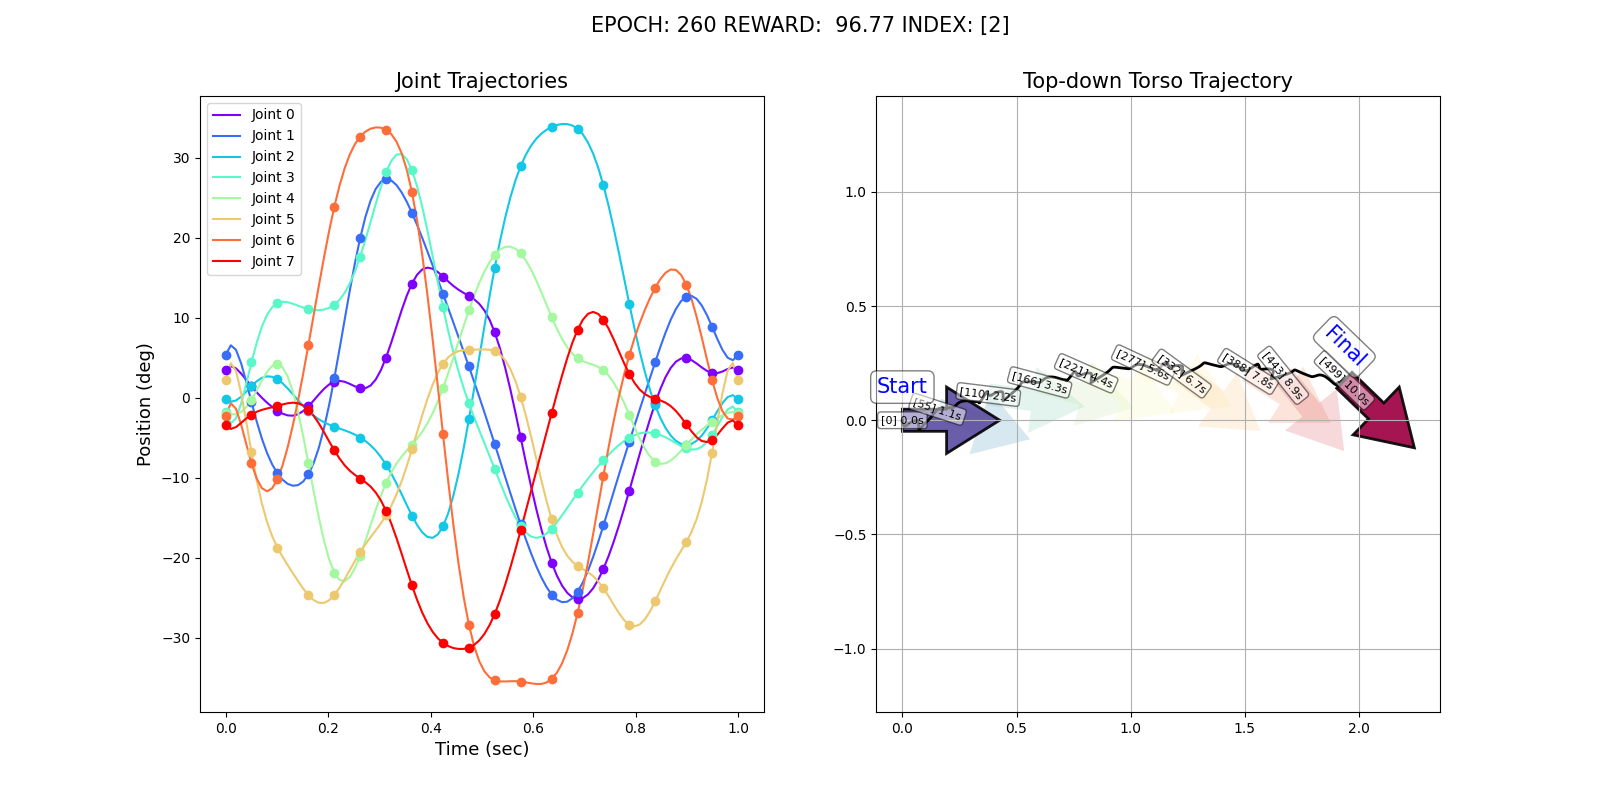 EPOCH: 260 REWARD:  96.77 INDEX: [2]
Joint Trajectories
Position (deg)
30
20
10
0
−10
−20
−30
Joint 0
Joint 1
Joint 2
Joint 3
Joint 4
Joint 5
Joint 6
Joint 7
0.0
0.2
0.4
0.6
0.8
1.0
Time (sec)
Top-down Torso Trajectory
1.0
0.5
0.0
−0.5
−1.0
Start
Final
[0] 0.0s
[55] 1.1s
[110] 2.2s
[166] 3.3s
[221] 4.4s
[277] 5.6s
[332] 6.7s
[388] 7.8s
[443] 8.9s
[499] 10.0s
0.0
0.5
1.0
1.5
2.0